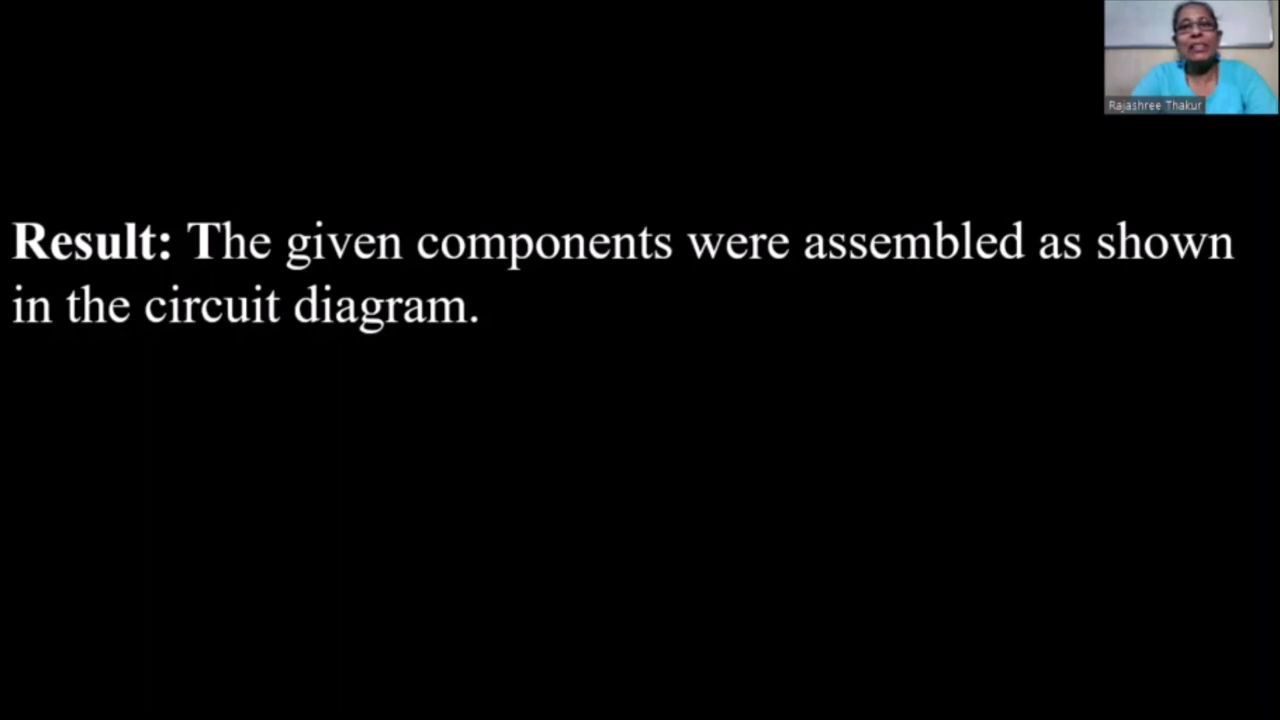 Rajashree Thakur
Result: The given components were assembled as shown
in the circuit diagram.